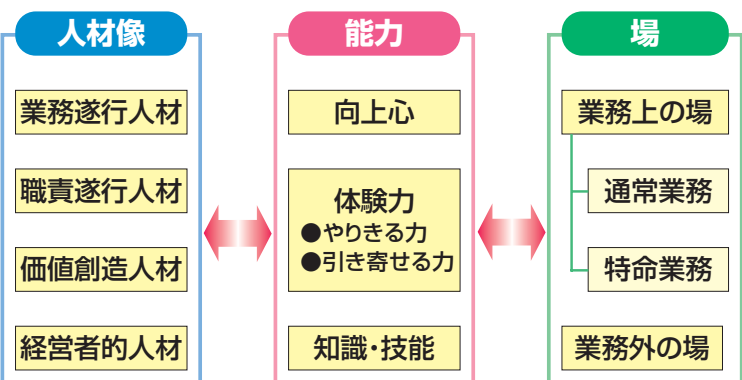 人材像
業務遂行人材
職責遂行人材
価値創造人材
経営者的人材
能力
向上心
体験力
●やりきる力
●引き寄せる力
知識・技能
場
業務上の場
通常業務
特命業務
業務外の場